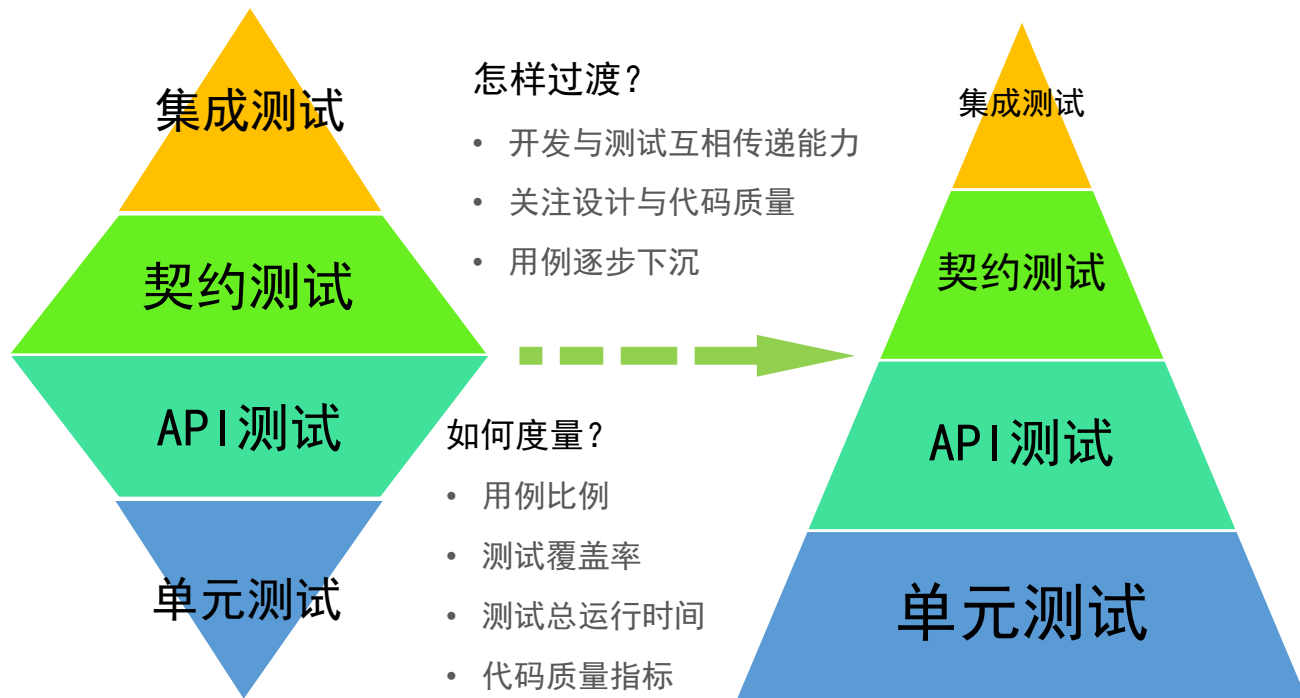 集成测试
契约测试
API测试
单元测试
怎样过渡?
• 开发与测试互相传递能力
• 关注设计与代码质量
• 用例逐步下沉
如何度量?
• 用例比例
• 测试覆盖率
• 测试总运行时间
• 代码质量指标
集成测试
契约测试
API测试
单元测试